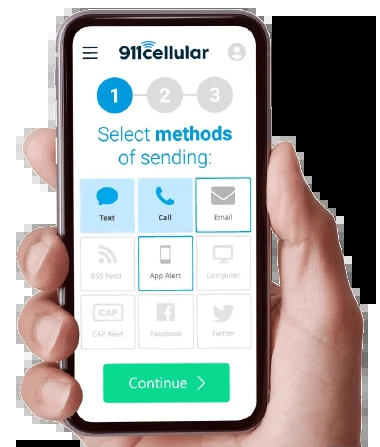 911cellular
1 2 3
Select methods
of sending:
Text Call Email
RSS Feed App Alert Computer
CAP
CAP Alert Facebook Twitter
Continue